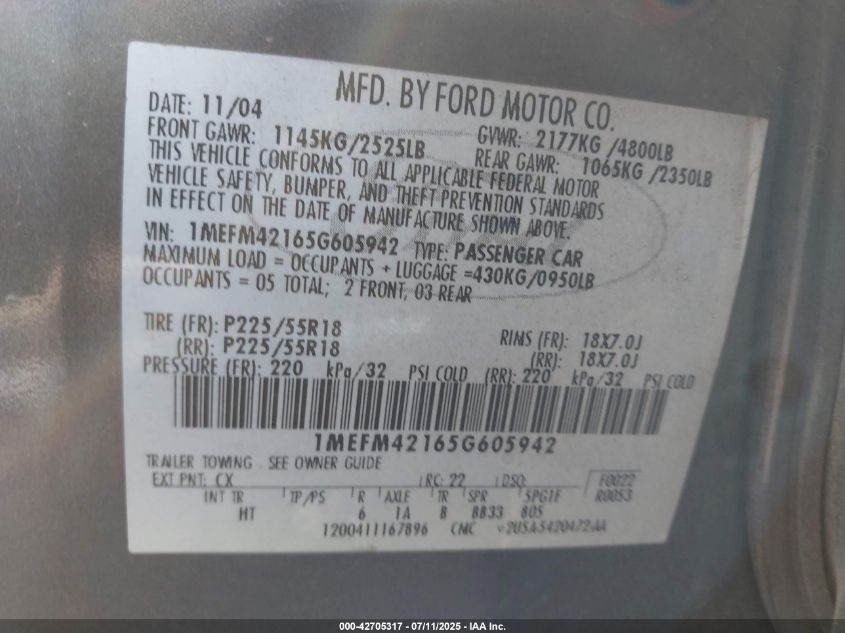 MFD. BY FORD MOTOR CO.
DATE: 11/04 GVWR: 2177KG /4800LB
FRONT GAWR: 1145KG/2525LB REAR GAWR: 1065KG /2350LB
THIS VEHICLE CONFORMS TO ALL APPLICABLE FEDERAL MOTOR
VEHICLE SAFETY, BUMPER, AND THEFT PREVENTION STANDARDS
IN EFFECT ON THE DATE OF MANUFACTURE SHOWN ABOVE.
VIN: 1MEFM42165G605942 TYPE: PASSENGER CAR
MAXIMUM LOAD = OCCUPANTS + LUGGAGE =430KG/0950LB
OCCUPANTS = 05 TOTAL; 2 FRONT, 03 REAR
TIRE (FR): P225/55R18 RIMS (FR): 18X7.0J
(RR): P225/55R18 (RR): 18X7.0J
PRESSURE (FR): 220 kPa/32 PSI COLD (RR): 220 kPa/32 PSI COLD
1MEFM42165G605942
TRAILER TOWING SEE OWNER GUIDE
EXT PNT: CX RC: 22 DSO: F0022
R0053
INT TR TP/PS R AXLE TR SPR SPGIF
HT 6 1A 8 8833 805
1200411167896 CMC
000-42705317 - 07/11/2025 - IAA Inc.